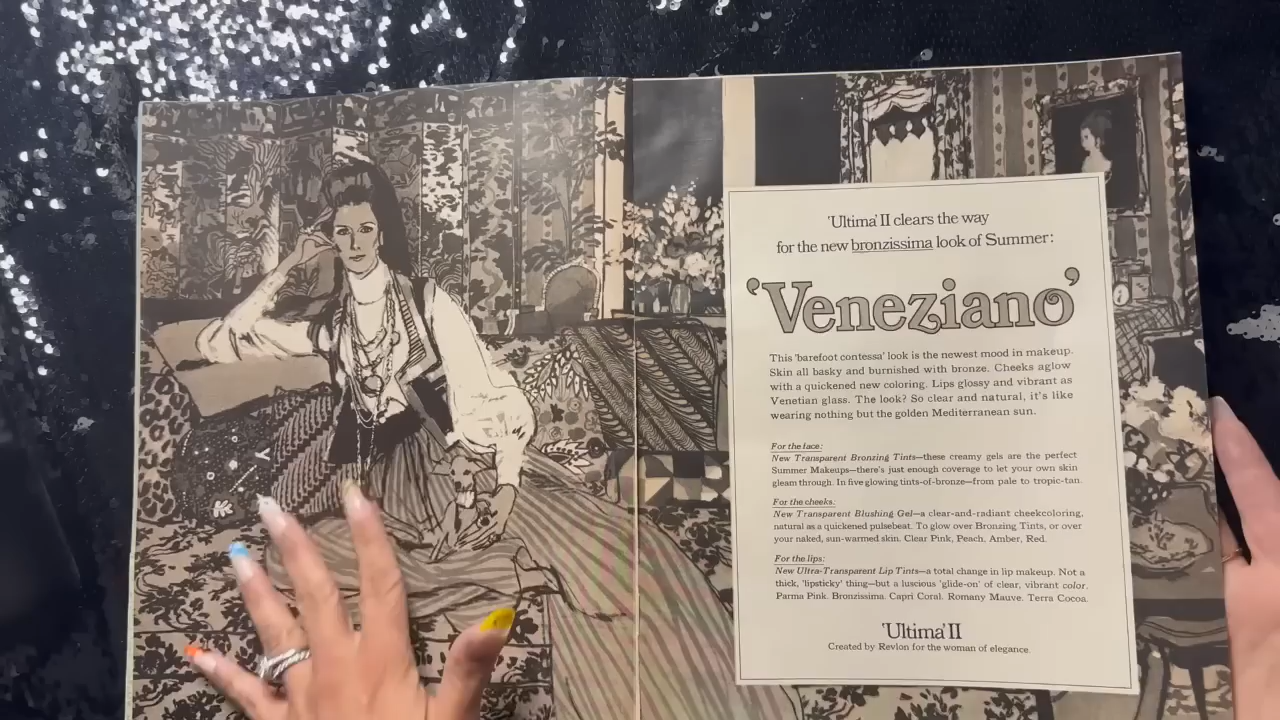 'Ultima' II clears the way
for the new bronzissima look of Summer:
'Veneziano'
This 'barefoot contessa' look is the newest mood in makeup.
Skin all basky and burnished with bronze. Cheeks aglow
with a quickened new coloring. Lips glossy and vibrant as
Venetian glass. The look? So clear and natural, it's like
wearing nothing but the golden Mediterranean sun.
For the face:
New Transparent Bronzing Tints—these creamy gels are the perfect
Summer Makeups—there's just enough coverage to let your own skin
gleam through. In five glowing tints-of-bronze—from pale to tropic-tan.
For the cheeks:
New Transparent Blushing Gel—a clear-and-radiant cheekcoloring,
natural as a quickened pulsebeat. To glow over Bronzing Tints, or over
your naked, sun-warmed skin. Clear Pink, Peach, Amber, Red.
For the lips:
New Ultra-Transparent Lip Tints—a total change in lip makeup. Not a
thick, 'lipsticky' thing—but a luscious 'glide-on' of clear, vibrant color.
Parma Pink. Bronzissima. Capri Coral. Romany Mauve. Terra Cocoa.
'Ultima' II
Created by Revlon for the woman of elegance.